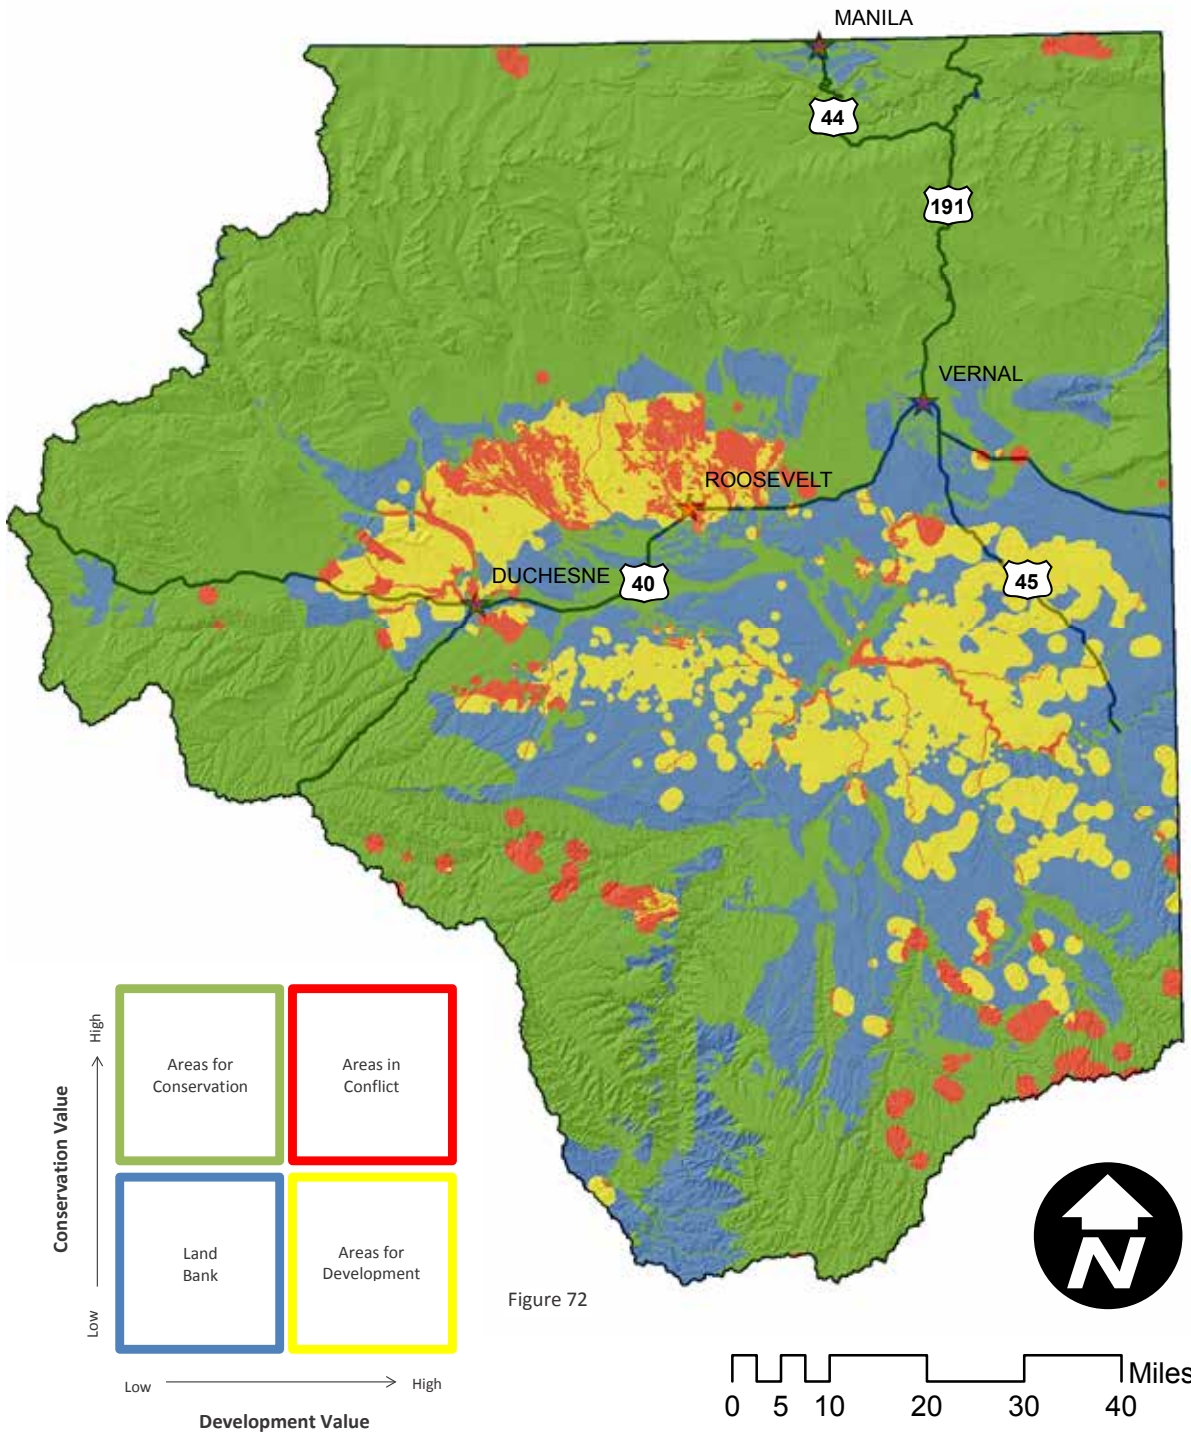 MANILA
44
191
VERNAL
ROOSEVELT
DUCHESNE
40
45
High
Areas for
Conservation
Areas in
Conflict
Conservation Value
Land
Bank
Areas for
Development
Low
Low
High
Development Value
Figure 72
N
Miles
0 5 10 20 30 40